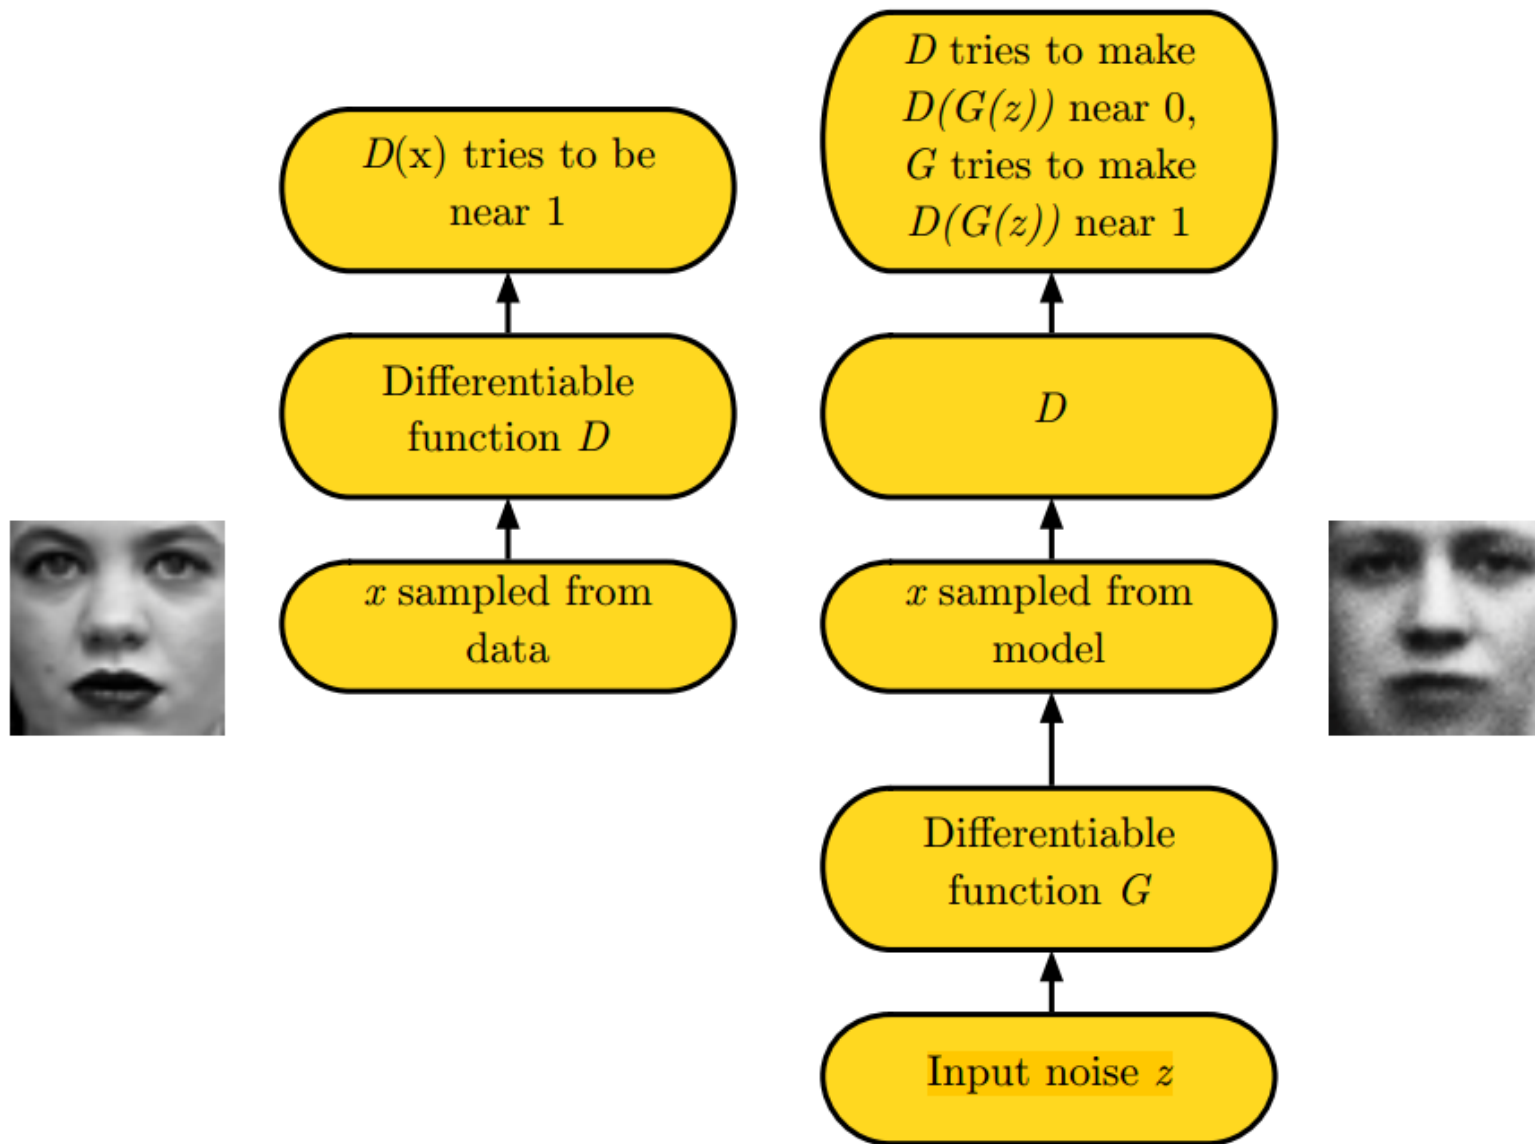 D(x) tries to be
near 1
Differentiable
function D
x sampled from
data
D tries to make
D(G(z)) near 0,
G tries to make
D(G(z)) near 1
D
x sampled from
model
Differentiable
function G
Input noise z